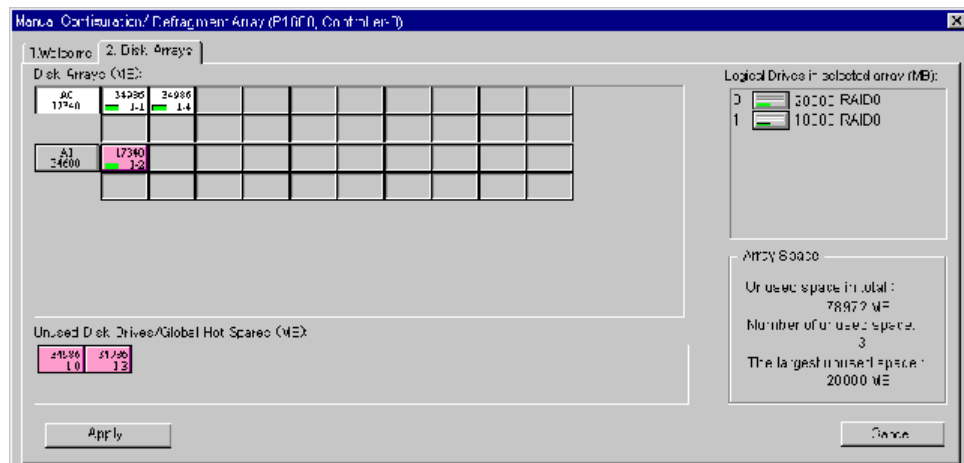 Manual Configuration/ Defragment Array (P1600, Controller-0)
1.Welcome
2. Disk Arrays
Disk Arrays (MB):
A0
17340
34986
1-1
34986
1-4
A1
34600
17340
1-2
Unused Disk Drives/Global Hot Spares (MB):
34986
1 0
1 3
Apply
Logical Drives in selected array (MB):
0 20000 RAID0
1 10000 RAID0
Array Space
Unused space in total :
78972 MB
Number of unused space:
3
The largest unused space :
20000 MB
Cancel